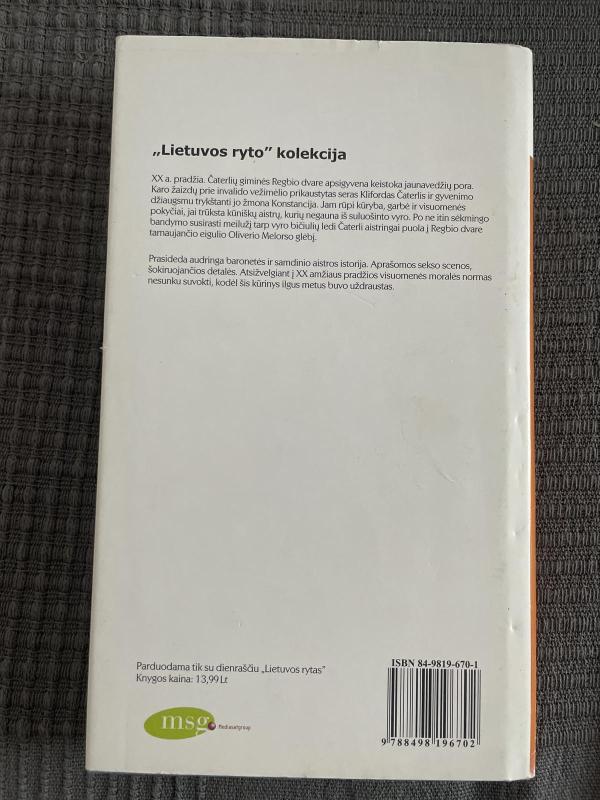 „Lietuvos ryto” kolekcija
XX a. pradžia. Čaterlių giminės Regbio dvare apsigyvena keistoka jaunavedžių pora.
Karo žaizdų prie invalido vežimėlio prikaustytas seras Klifordas Čaterlis ir gyvenimo
džiaugsmu trykštanti jo žmona Konstancija. Jam rūpi kūryba, garbė ir visuomenės
pokyčiai, jai trūksta kūniškų aistrų, kurių negauna iš suluošinto vyro. Po ne itin sėkmingo
bandymo susirasti meilužį tarp vyro bičiulių ledi Čaterli aistringai puola į Regbio dvare
tarnaujančio eigulio Oliverio Melorso glėbį.
Prasideda audringa baronetės ir samdinio aistros istorija. Aprašomos sekso scenos,
šokiruojančios detalės. Atsižvelgiant į XX amžiaus pradžios visuomenės moralės normas
nesunku suvokti, kodėl šis kūrinys ilgus metus buvo uždraustas.
Parduodama tik su dienraščiu „Lietuvos rytas”
Knygos kaina: 13,99 Lt
msg
Mediasatgroup
ISBN 84-9819-670-1
9 788498 196702